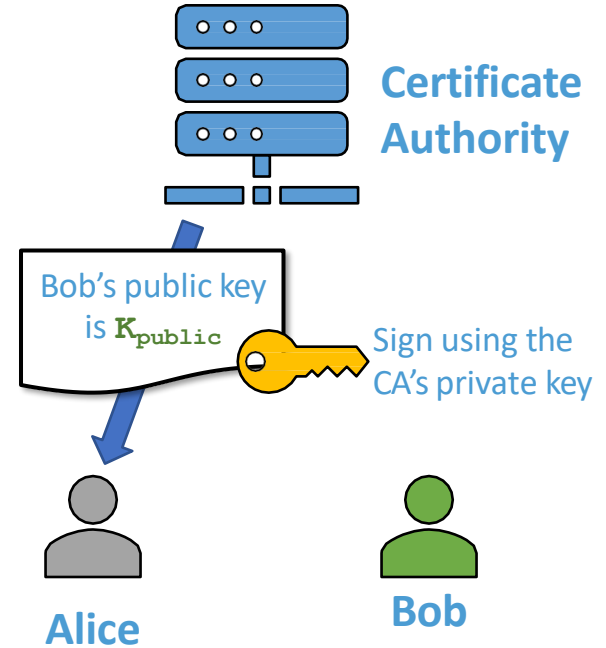 Certificate
Authority
Bob’s public key
is Kpublic
Sign using the
CA’s private key
Alice
Bob